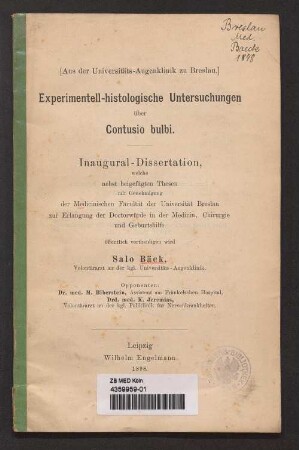 Breslau
Med.
1898
[Aus der Universitäts-Augenklinik zu Breslau.]
Experimentell-histologische Untersuchungen
über
Contusio bulbi.
Inaugural-Dissertation,
welche
nebst beigefügten Thesen
mit Genehmigung
der Medicinischen Facultät der Universität Breslau
zur Erlangung der Doctorwürde in der Medicin, Chirurgie
und Geburtshilfe
öffentlich vertheidigen wird
Salo Bäck,
Volontärarzt an der kgl. Universitäts-Augenklinik.
Opponenten:
Dr. med. M. Biberstein, Assistent am Fränkelschen Hospital,
Drd. med. K. Jeremias,
Volontärarzt an der kgl. Poliklinik für Nervenkrankheiten.
Leipzig
Wilhelm Engelmann
1898.
ZB MED Köln
4359959-01